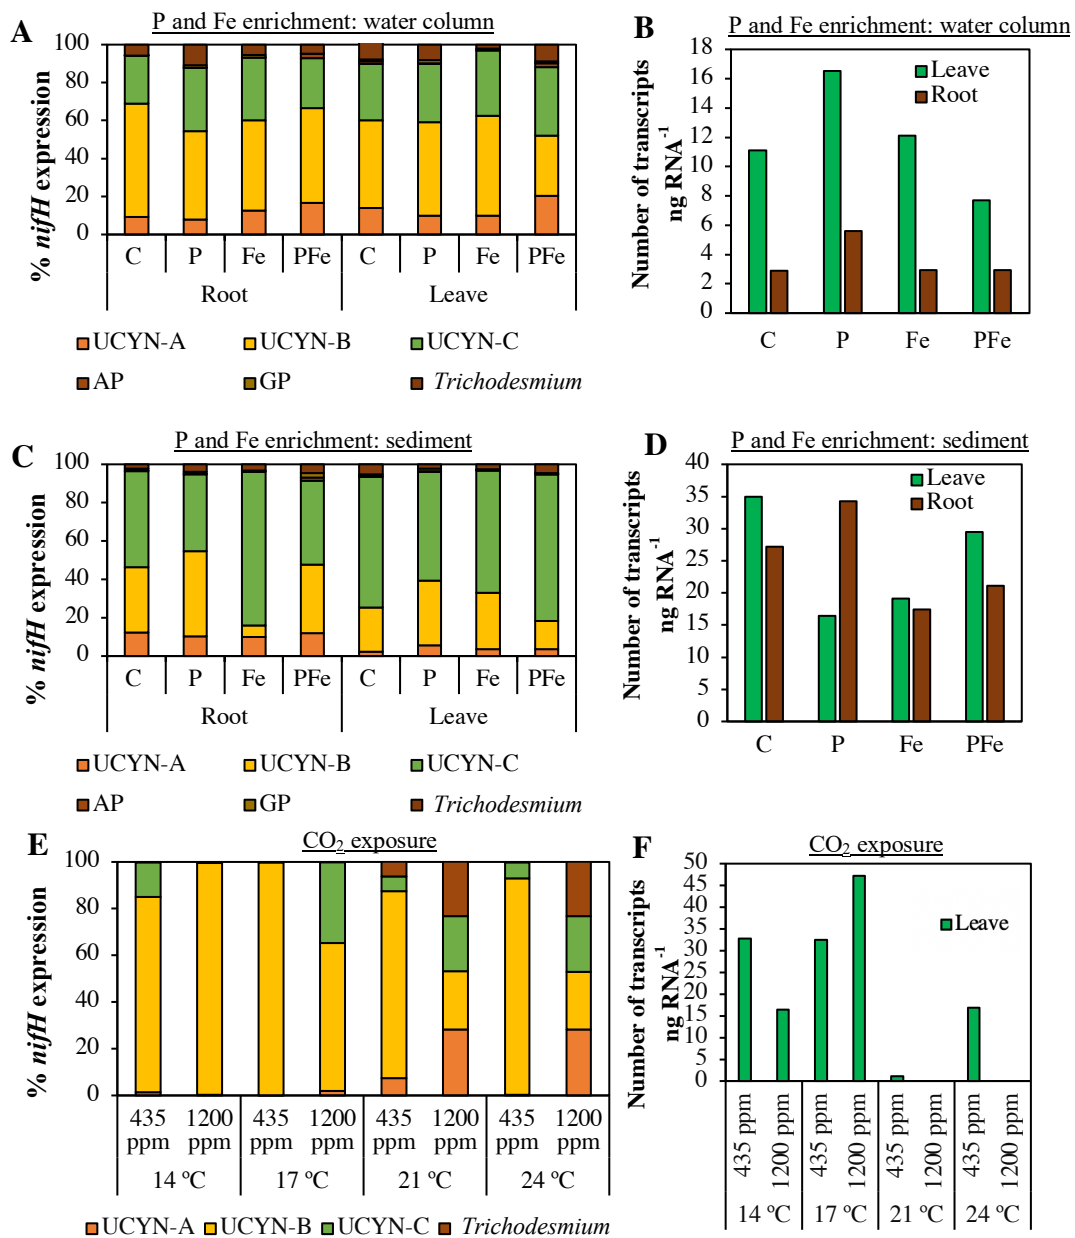 A
P and Fe enrichment: water column
% nifH expression
100
80
60
40
20
0
C P Fe PFe C P Fe PFe
Root Leave
UCYN-A UCYN-B UCYN-C
AP GP Trichodesmium
B
P and Fe enrichment: water column
Number of transcripts
ng RNA-1
18
16
14
12
10
8
6
4
2
0
Leave
Root
C P Fe PFe
C
P and Fe enrichment: sediment
% nifH expression
100
80
60
40
20
0
C P Fe PFe C P Fe PFe
Root Leave
UCYN-A UCYN-B UCYN-C
AP GP Trichodesmium
D
P and Fe enrichment: sediment
Number of transcripts
ng RNA-1
40
35
30
25
20
15
10
5
0
Leave
Root
C P Fe PFe
E
CO2 exposure
% nifH expression
100
80
60
40
20
0
435 1200 435 1200 435 1200 435 1200
ppm ppm ppm ppm ppm ppm ppm ppm
14 ºC 17 ºC 21 ºC 24 ºC
UCYN-A UCYN-B UCYN-C Trichodesmium
F
CO2 exposure
Number of transcripts
ng RNA-1
50
45
40
35
30
25
20
15
10
5
0
Leave
435 ppm
1200 ppm
435 ppm
1200 ppm
435 ppm
1200 ppm
435 ppm
1200 ppm
14 ºC 17 ºC 21 ºC 24 ºC